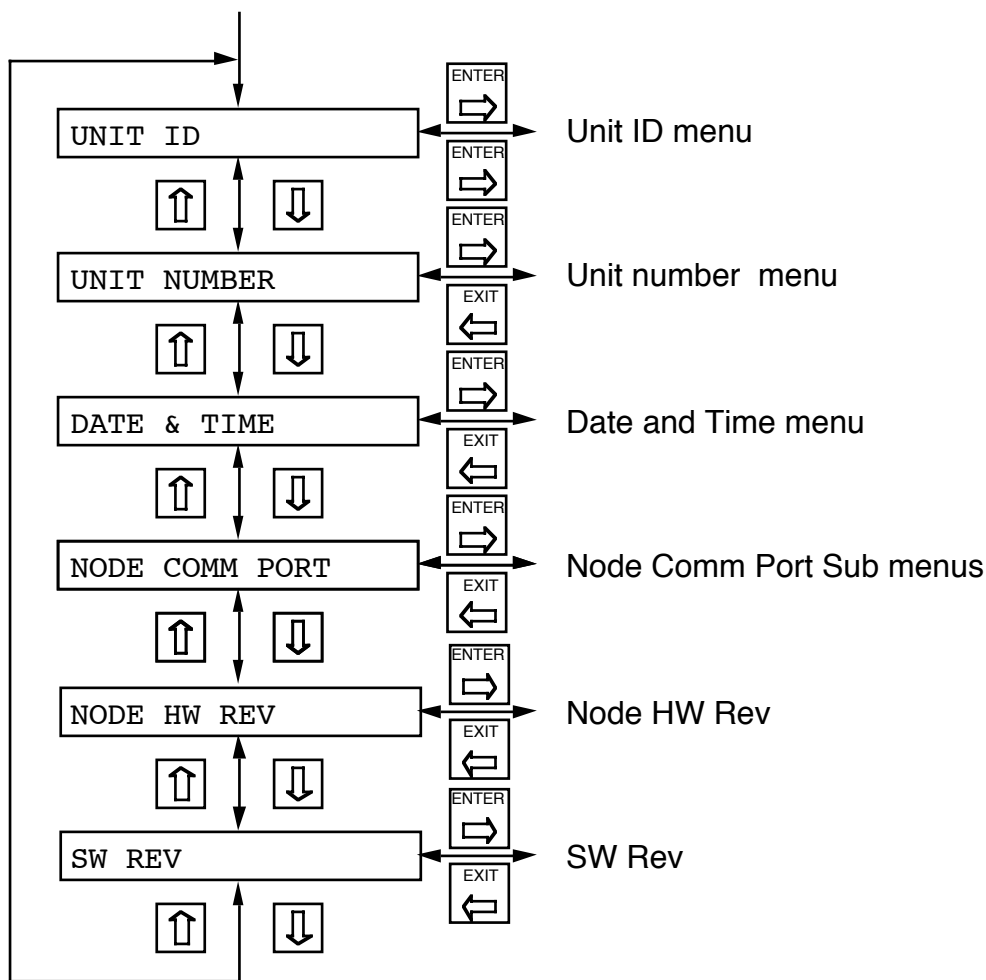 ENTER
UNIT ID
Unit ID menu
ENTER
ENTER
UNIT NUMBER
Unit number menu
EXIT
ENTER
DATE & TIME
Date and Time menu
EXIT
ENTER
NODE COMM PORT
Node Comm Port Sub menus
EXIT
ENTER
NODE HW REV
Node HW Rev
EXIT
ENTER
SW REV
SW Rev
EXIT